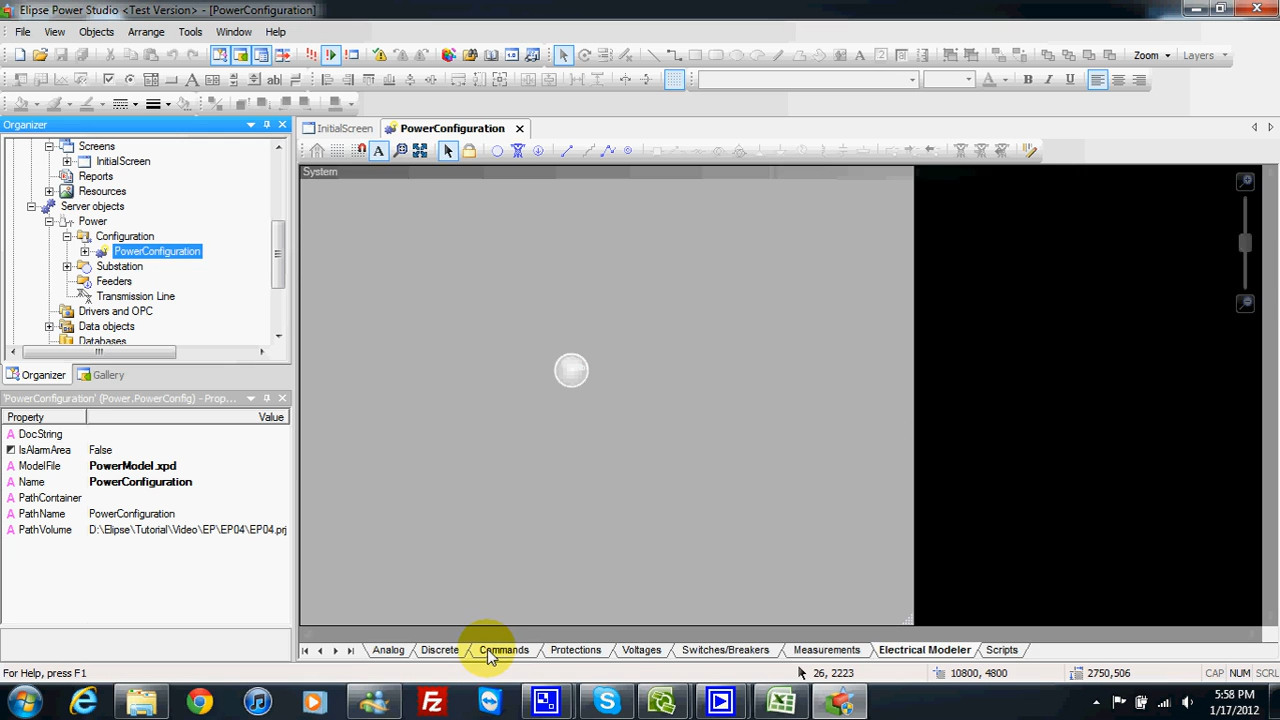 Elipse Power Studio <Test Version> - [PowerConfiguration]
File View Objects Arrange Tools Window Help
Zoom Layers
B I U
Organizer
InitialScreen PowerConfiguration
Screens
InitialScreen
Reports
Resources
Server objects
Power
Configuration
PowerConfiguration
Substation
Feeders
Transmission Line
Drivers and OPC
Data objects
Databases
Organizer Gallery
System
'PowerConfiguration' (Power.PowerConfig) - Prop...
Property Value
DocString
IsAlarmArea False
ModelFile PowerModel.xpd
Name PowerConfiguration
PathContainer
PathName PowerConfiguration
PathVolume D:\Elipse\Tutorial\Video\EP\EP04\EP04.prj
Analog Discrete Commands Protections Voltages Switches/Breakers Measurements Electrical Modeler Scripts
For Help, press F1 26, 2223 10800, 4800 2750,506 CAP NUM SCRL
5:58 PM
1/17/2012